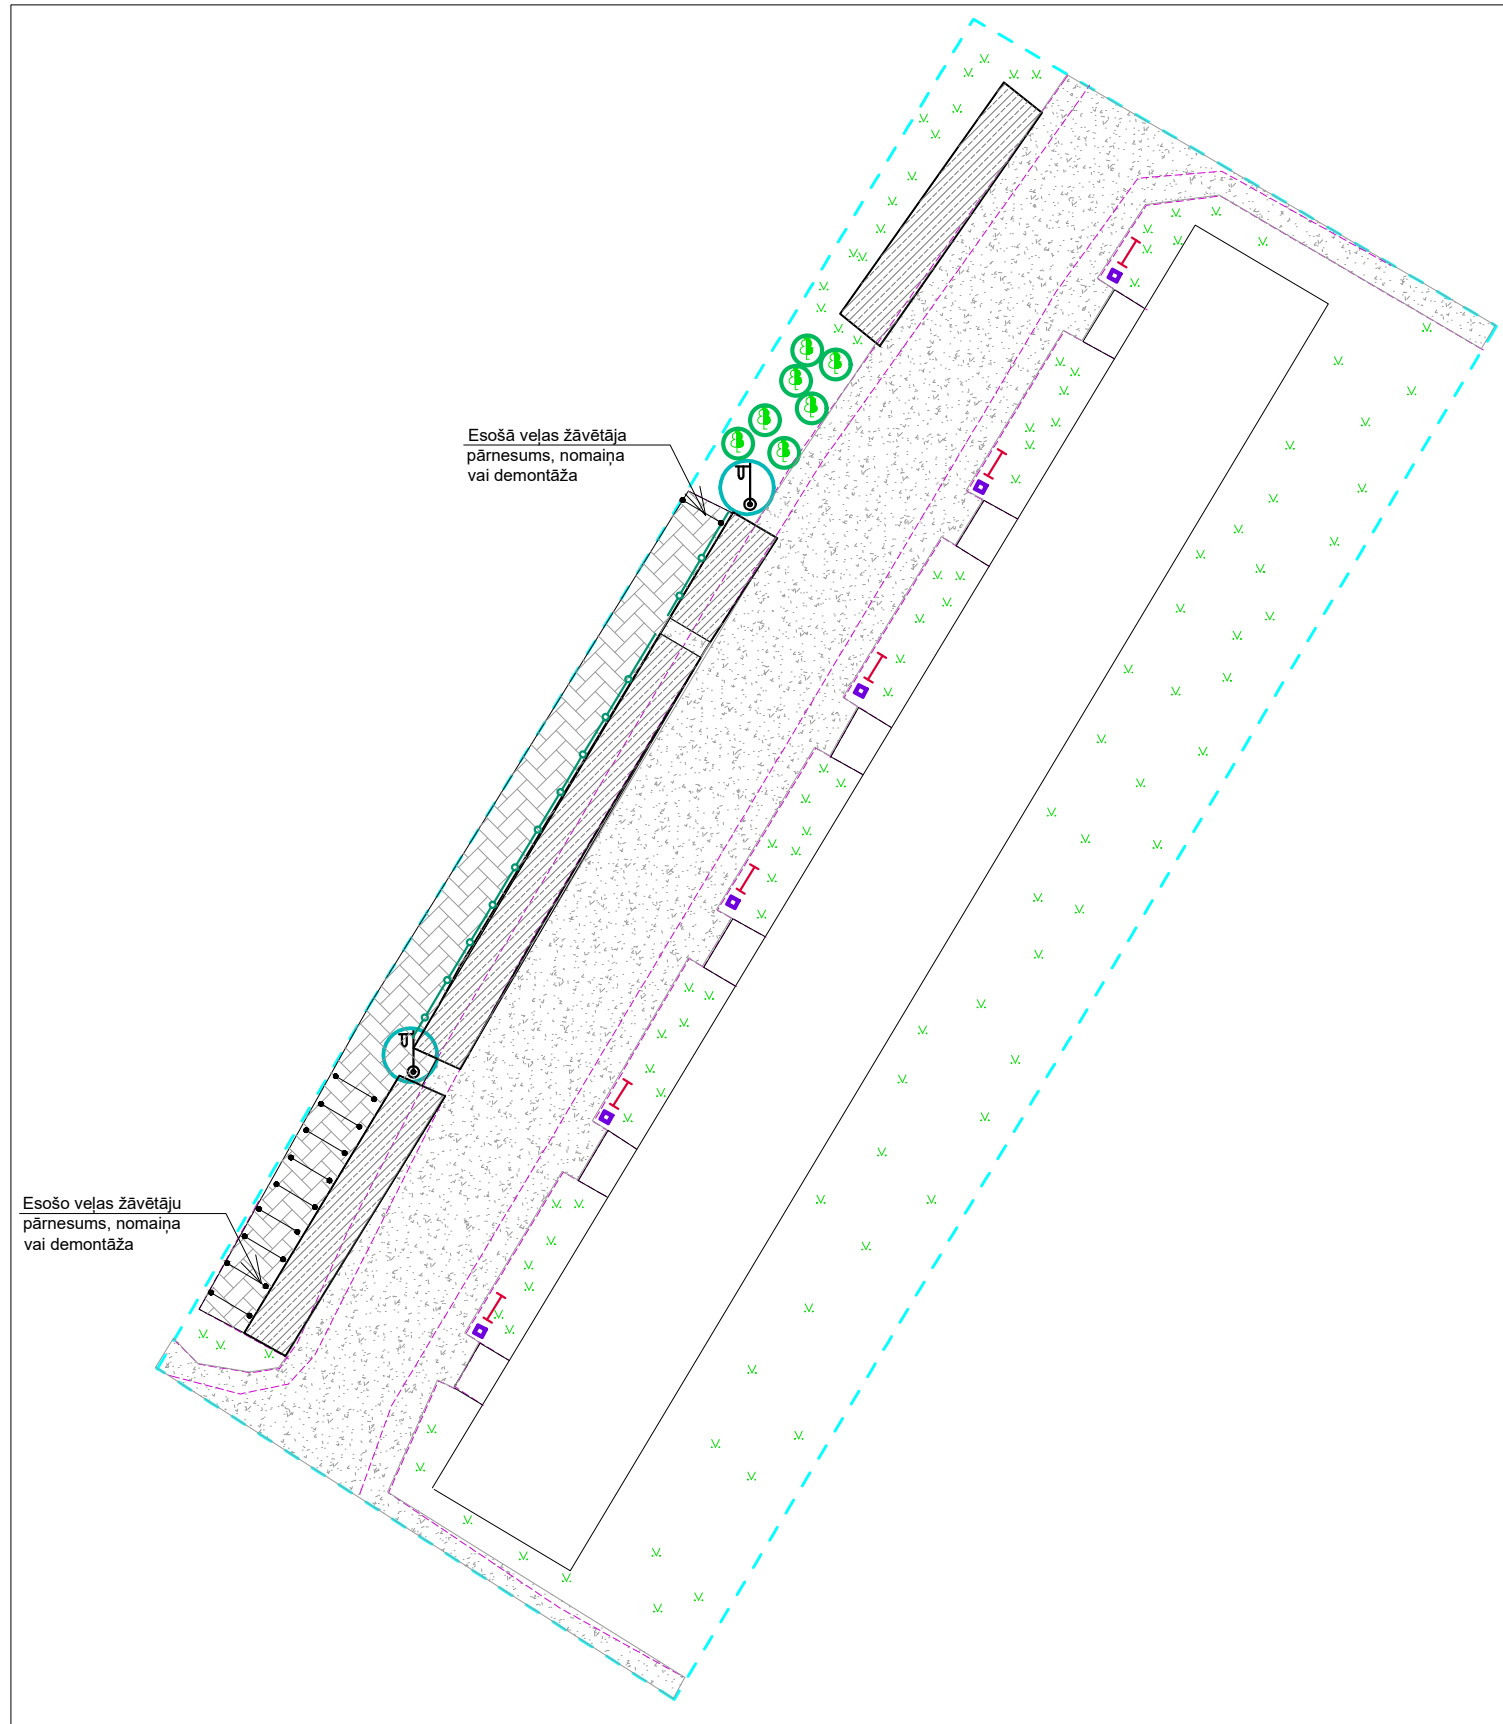 Esošā veļas žāvētāja
pārnesums, nomaiņa
vai demontāža
Esošo veļas žāvētāju
pārnesums, nomaiņa
vai demontāža